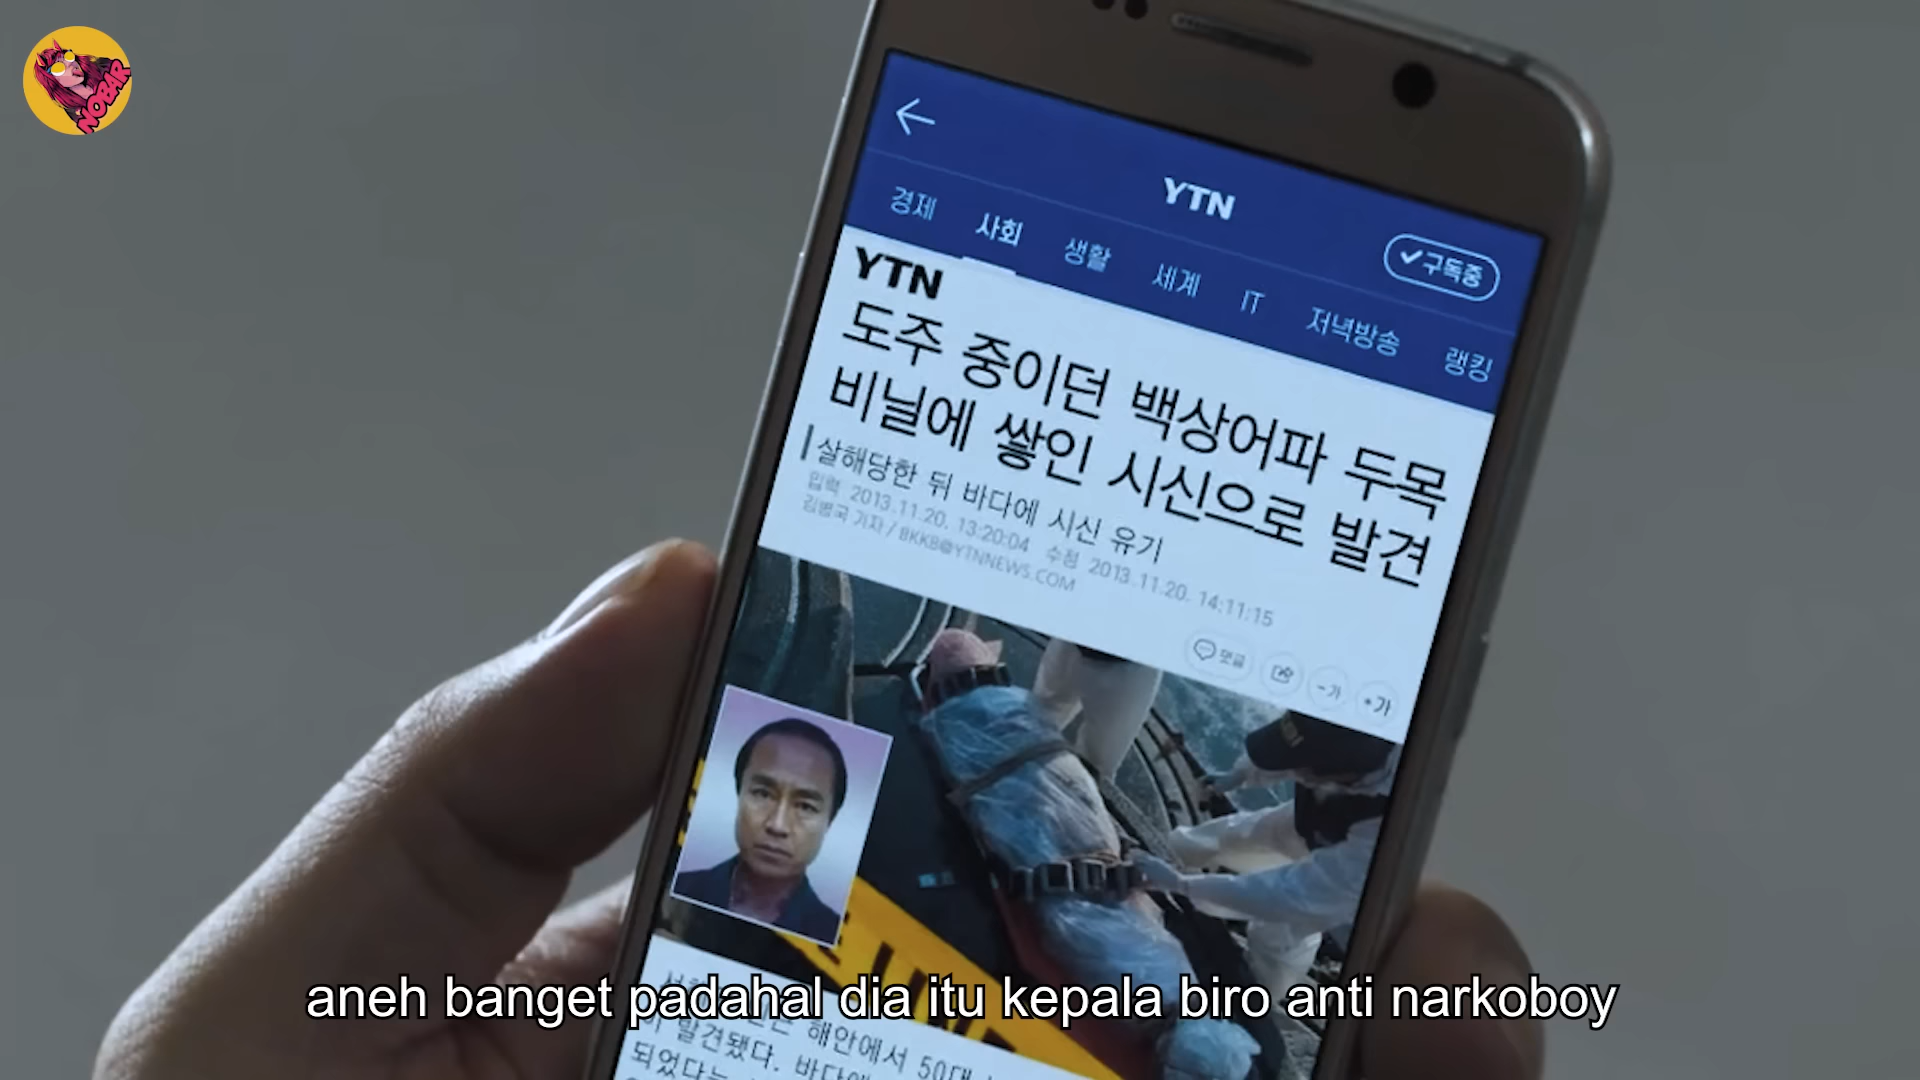 NOBAR
YTN
구독중
경제 사회 생활 세계 IT 저녁방송 랭킹
YTN
도주 중이던 백상어파 두목
비닐에 쌓인 시신으로 발견
살해당한 뒤 바다에 시신 유기
입력 2013.11.20. 13:20:04 수정 2013.11.20. 14:11:15
김병국 기자 / BKKB@YTNNEWS.COM
댓글
-가 +가
aneh banget padahal dia itu kepala biro anti narkoboy
해안에서 50대
발견됐다.
되었다는